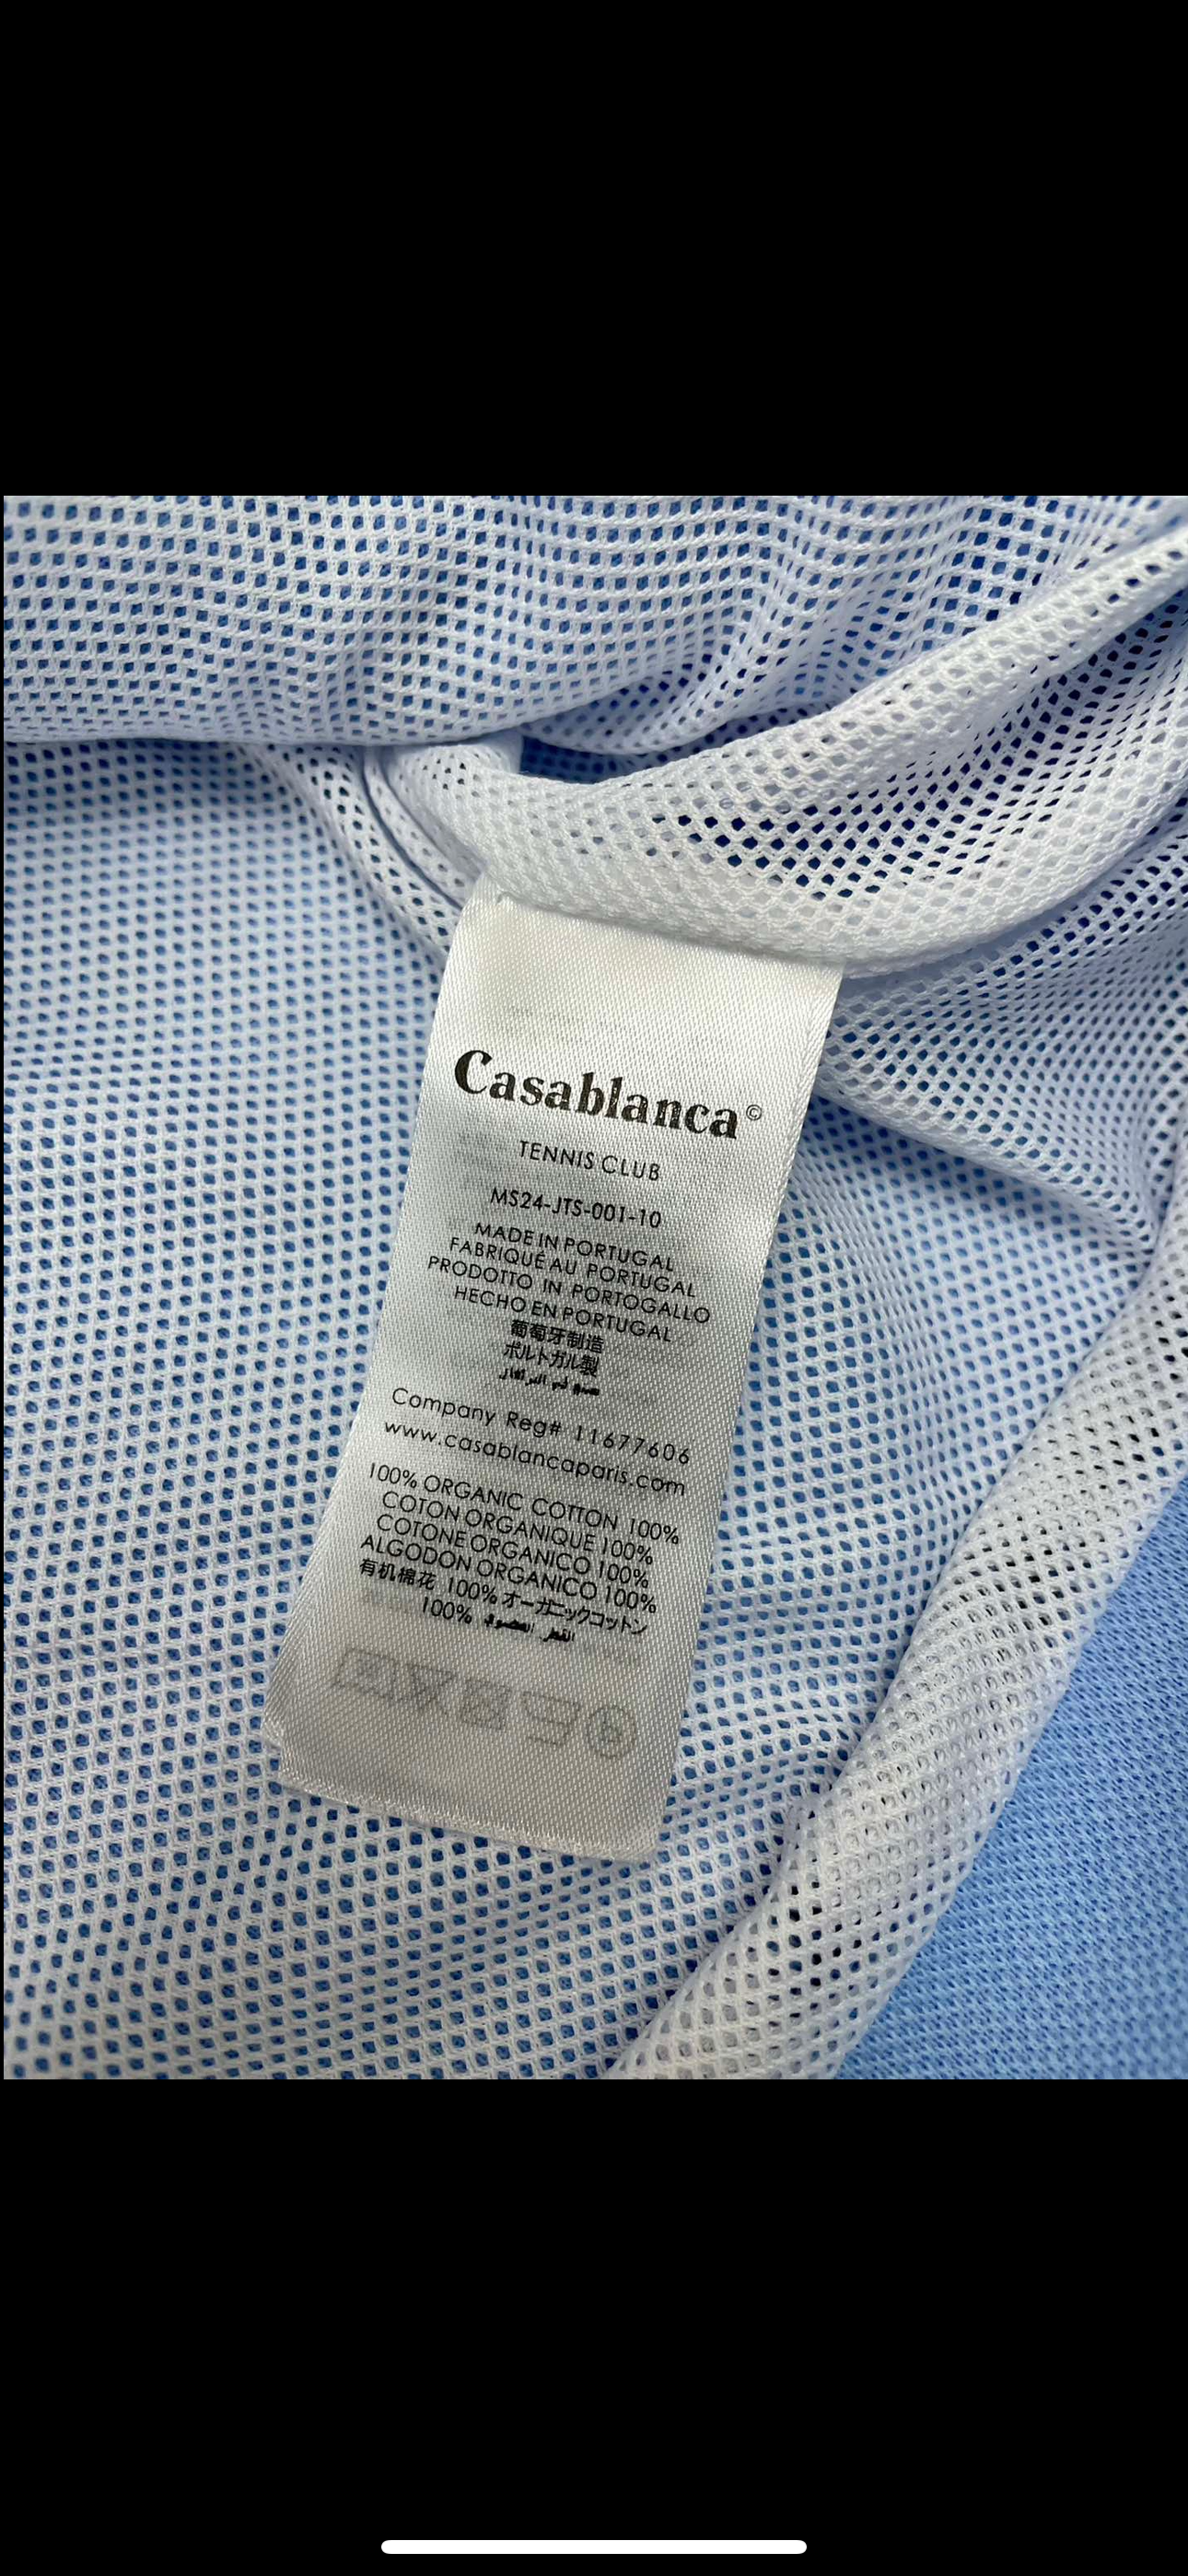 Casablanca©
TENNIS CLUB
MS24-JTS-001-10
MADE IN PORTUGAL
FABRIQUÉ AU PORTUGAL
PRODOTTO IN PORTOGALLO
HECHO EN PORTUGAL
葡萄牙制造
ポルトガル製
Company Reg# 11677606
www.casablancaparis.com
100% ORGANIC COTTON 100%
COTON ORGANIQUE 100%
COTONE ORGANICO 100%
ALGODON ORGANICO 100%
有机棉花 100% オーガニックコットン
100%